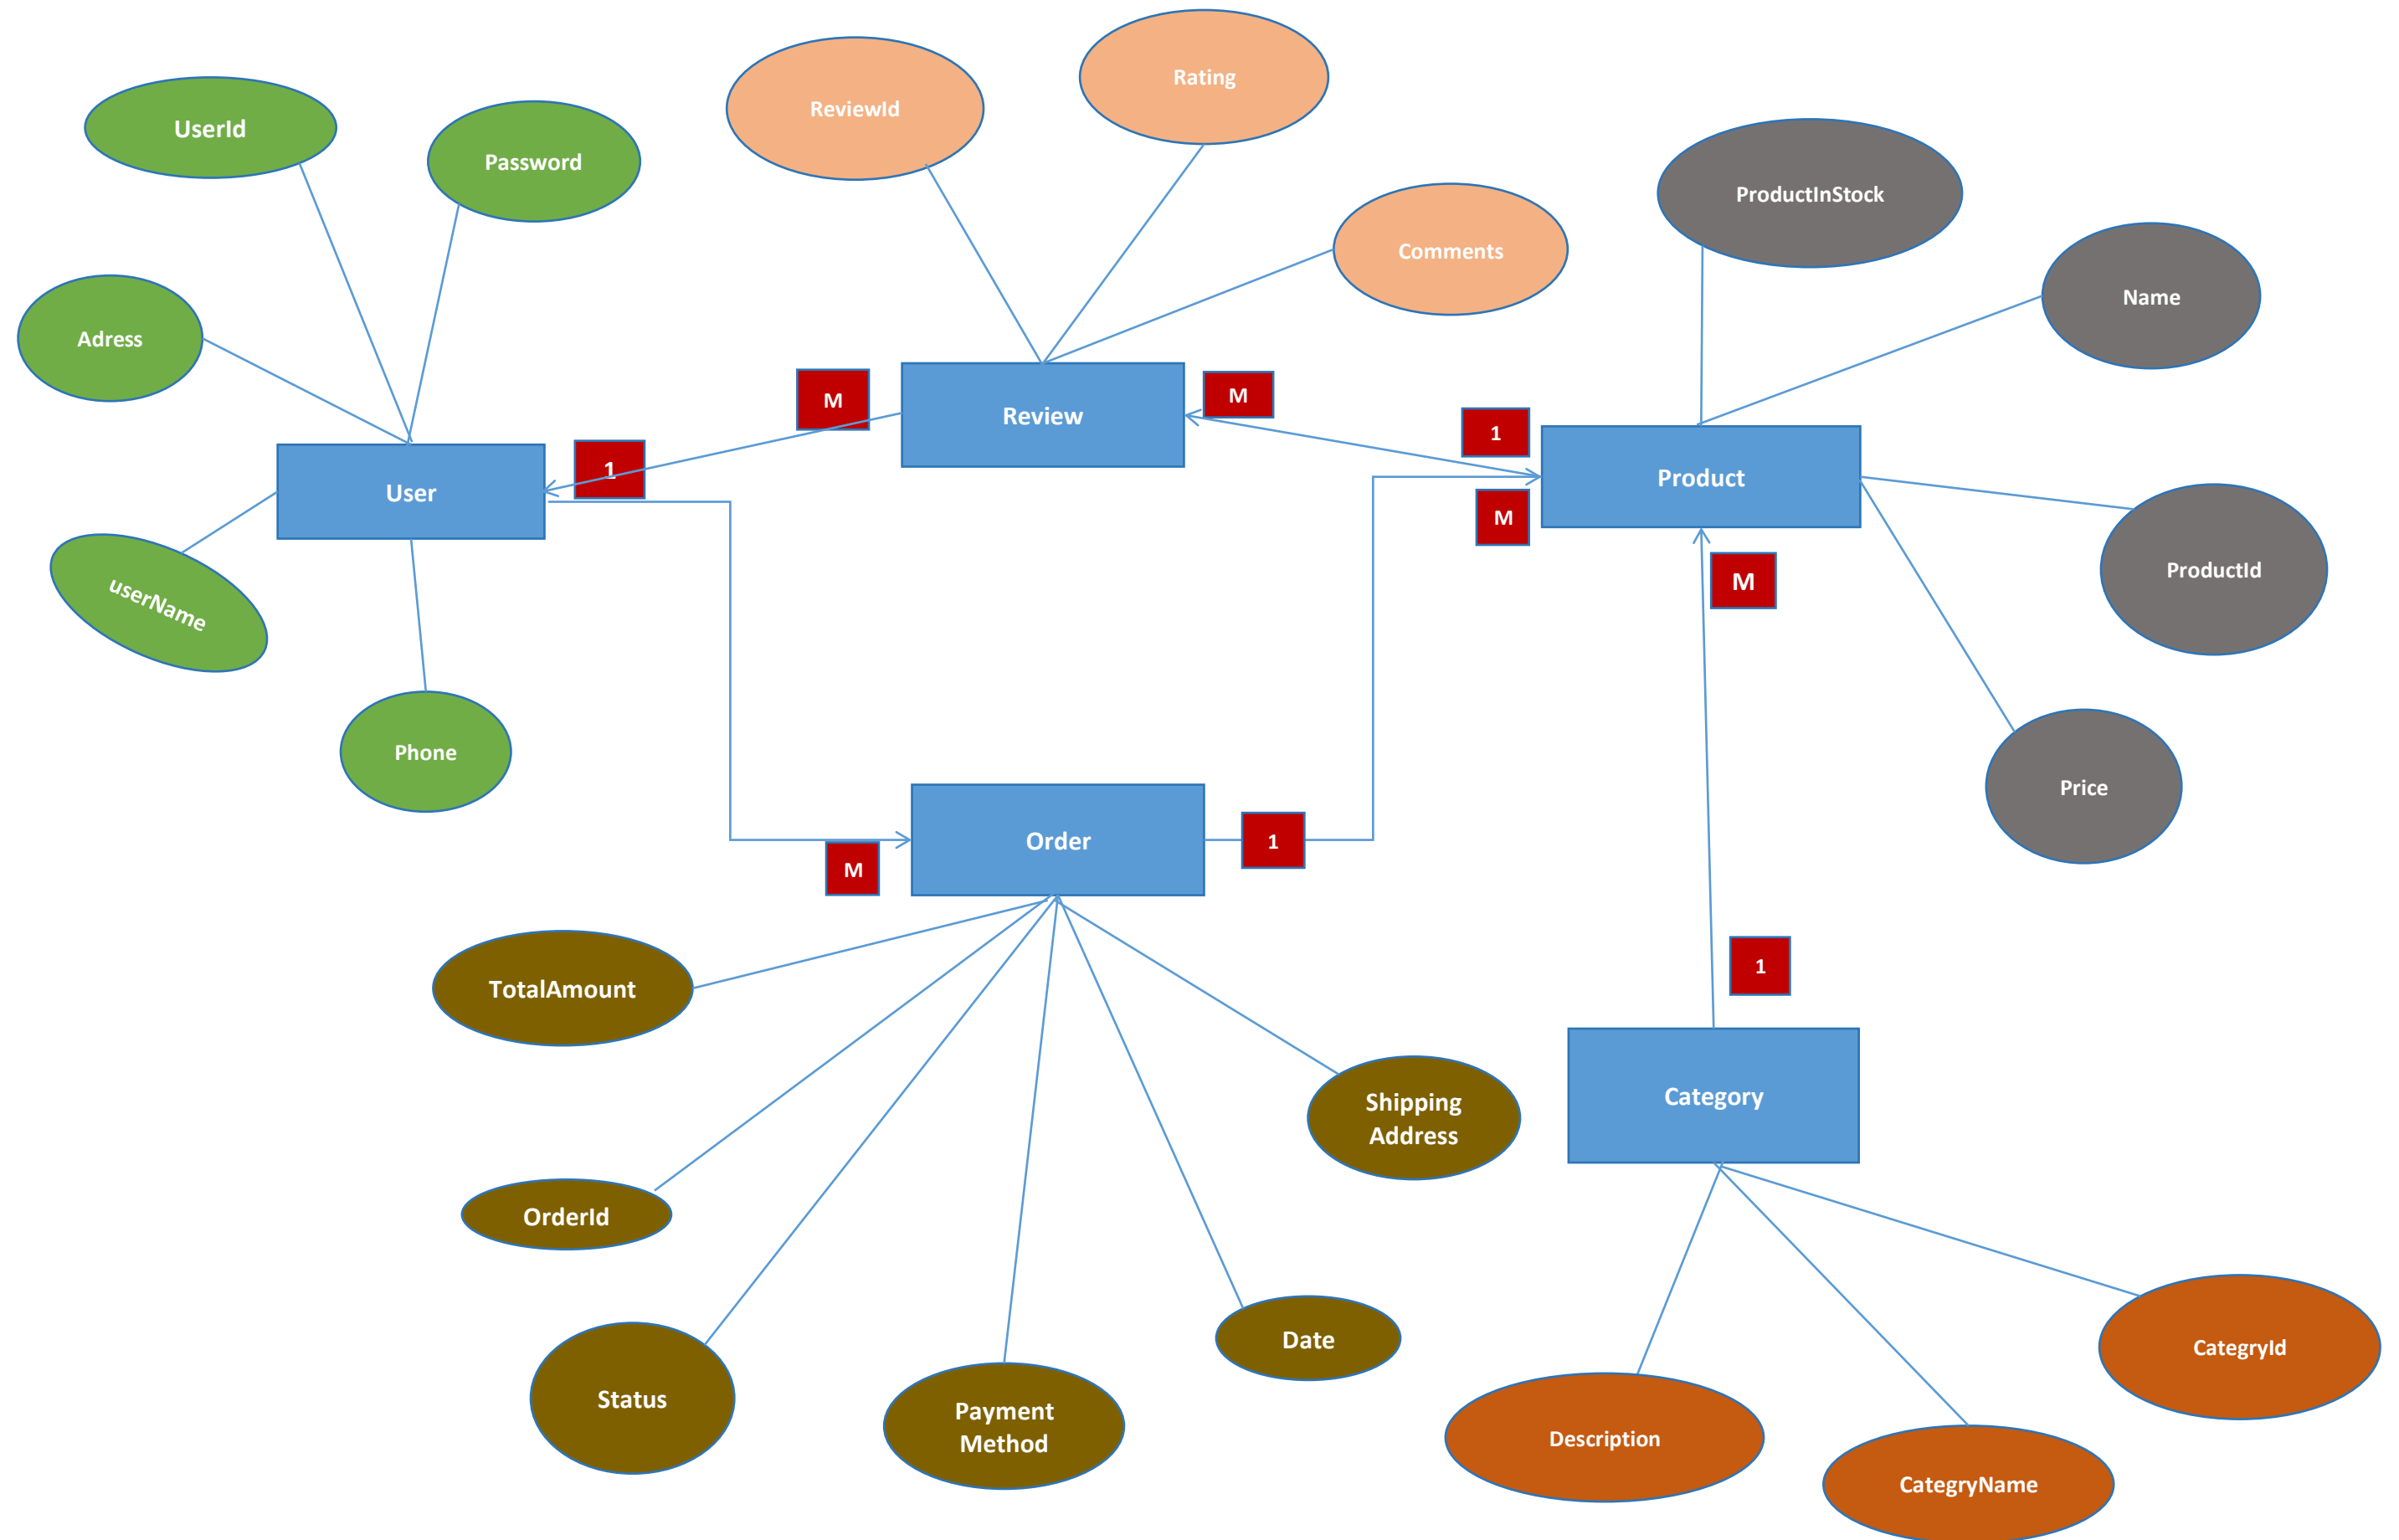 Rating
ReviewId
UserId
Password
ProductInStock
Comments
Name
Adress
M
M
Review
1
1
User
Product
M
M
ProductId
userName
Phone
Price
Order
1
M
1
TotalAmount
Category
Shipping
Address
OrderId
Date
CategryId
Status
Payment
Method
Description
CategryName